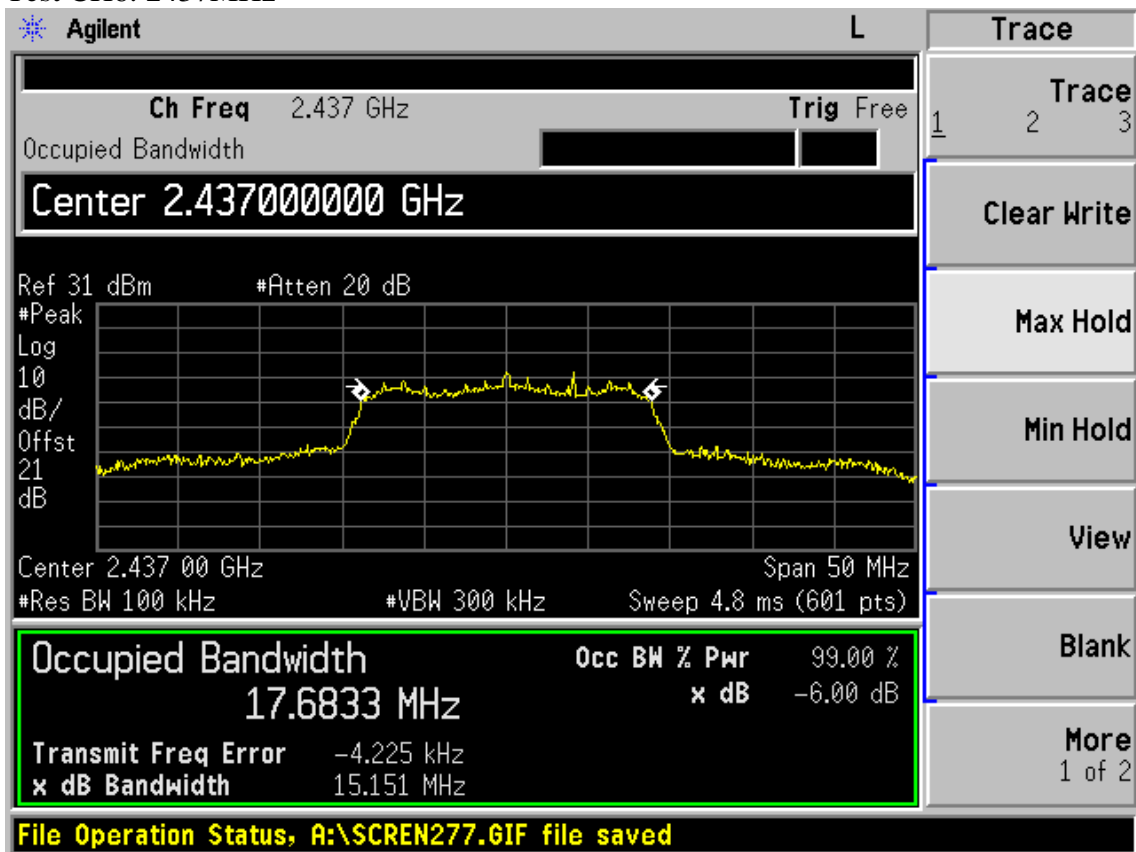 Agilent L Trace
Ch Freq 2.437 GHz Trig Free
Occupied Bandwidth
Center 2.437000000 GHz
Ref 31 dBm #Atten 20 dB
#Peak
Log
10
dB/
Offst
21
dB
Center 2.437 00 GHz Span 50 MHz
#Res BW 100 kHz #VBW 300 kHz Sweep 4.8 ms (601 pts)
Occupied Bandwidth
17.6833 MHz
Occ BW % Pwr 99.00 %
x dB -6.00 dB
Transmit Freq Error -4.225 kHz
x dB Bandwidth 15.151 MHz
File Operation Status, A:\SCREN277.GIF file saved
Trace
1 2 3
Clear Write
Max Hold
Min Hold
View
Blank
More
1 of 2